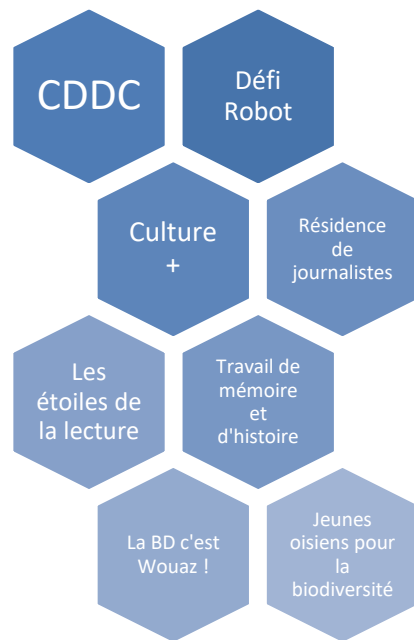 CDDC
Défi
Robot
Culture
+
Résidence
de
journalistes
Les
étoiles de
la lecture
Travail de
mémoire
et
d'histoire
La BD c'est
Wouaz !
Jeunes
oisiens pour
la
biodiversité